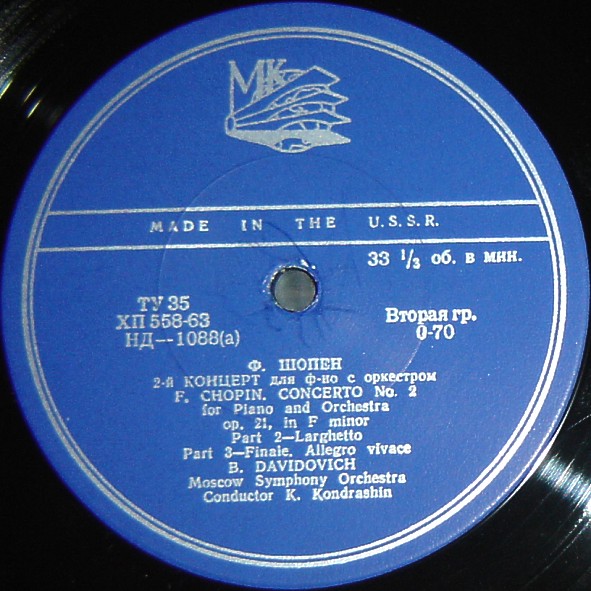 МК
MADE IN THE U.S.S.R.
33 1/3 об. в мин.
ТУ 35
ХП 558-63
НД—1088(а)
Вторая гр.
0-70
Ф. ШОПЕН
2-й КОНЦЕРТ для ф-но с оркестром
F. CHOPIN. CONCERTO No. 2
for Piano and Orchestra
op. 21, in F minor
Part 2—Larghetto
Part 3—Finale. Allegro vivace
B. DAVIDOVICH
Moscow Symphony Orchestra
Conductor K. Kondrashin